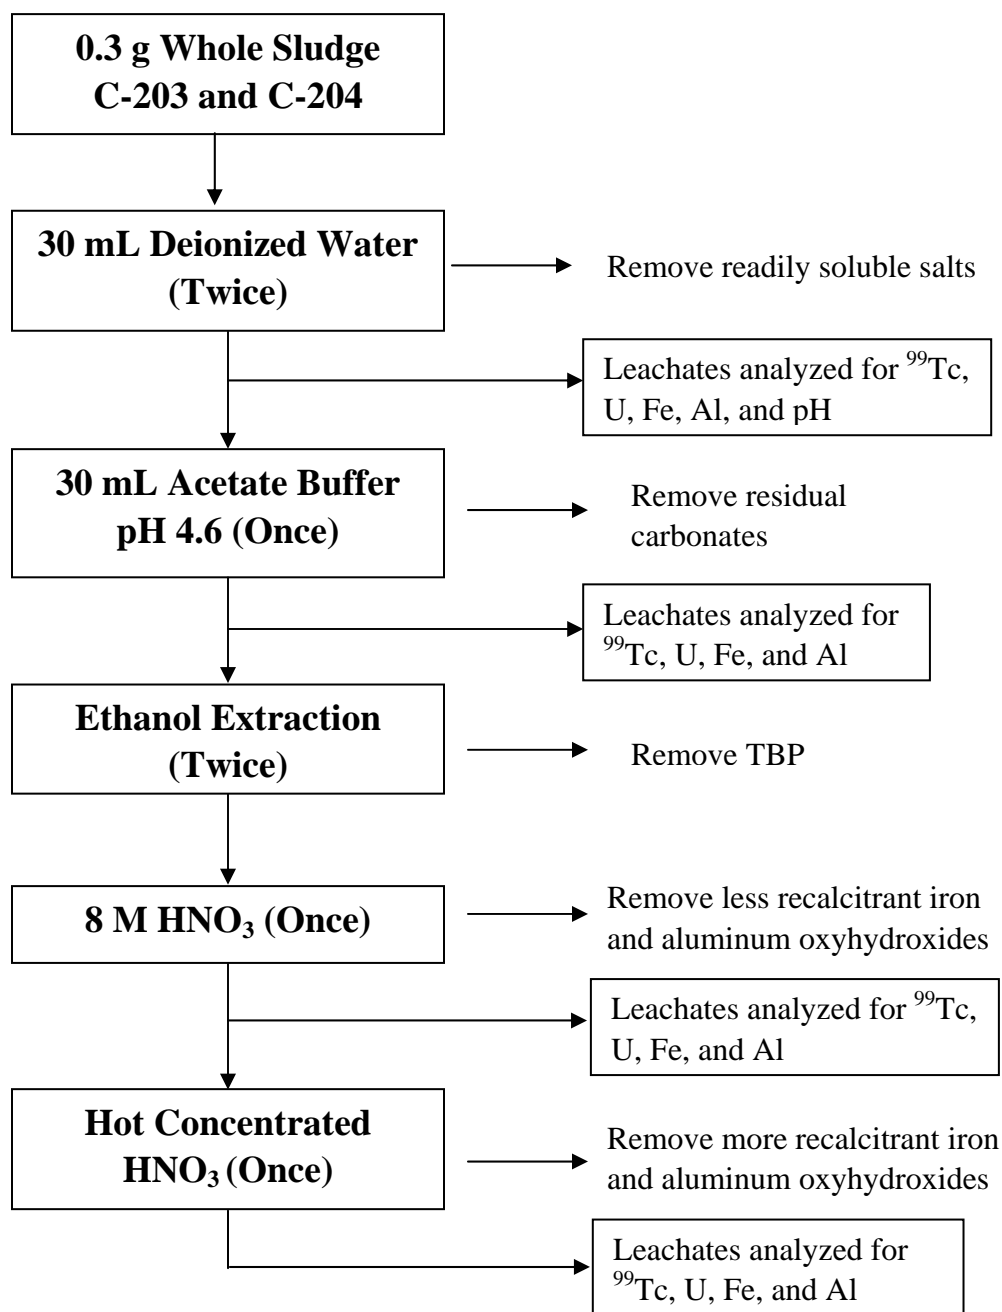 0.3 g Whole Sludge
C-203 and C-204
30 mL Deionized Water
(Twice)
Remove readily soluble salts
Leachates analyzed for ⁹⁹Tc,
U, Fe, Al, and pH
30 mL Acetate Buffer
pH 4.6 (Once)
Remove residual
carbonates
Leachates analyzed for
⁹⁹Tc, U, Fe, and Al
Ethanol Extraction
(Twice)
Remove TBP
8 M HNO₃ (Once)
Remove less recalcitrant iron
and aluminum oxyhydroxides
Leachates analyzed for ⁹⁹Tc,
U, Fe, and Al
Hot Concentrated
HNO₃ (Once)
Remove more recalcitrant iron
and aluminum oxyhydroxides
Leachates analyzed for
⁹⁹Tc, U, Fe, and Al